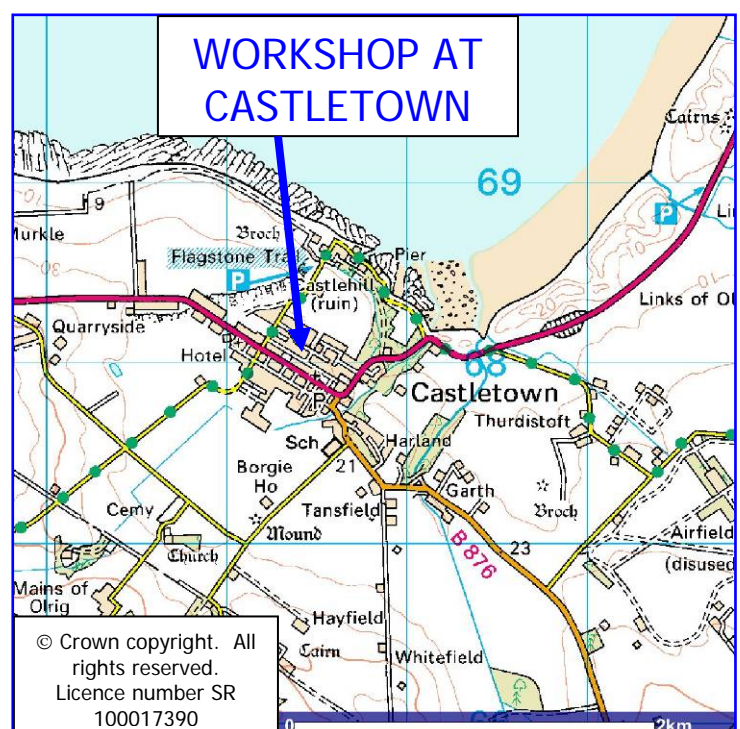 WORKSHOP AT
CASTLETOWN
Cairns
69
9
P
Broch
Flagstone
Pier
P
Castlehill
(ruin)
Links of
Quarryside
Hotel
68
Castletown
Thurdistoft
P
Sch
Harland
21
Borgie
Ho
Garth
Tansfield
Broch
Cemy
Mound
B 876
23
Airfield
Church
(disused
Mains of
Olrig
Hayfield
Cairn
Whitefield
© Crown copyright. All
rights reserved.
Licence number SR
100017390
0
2km